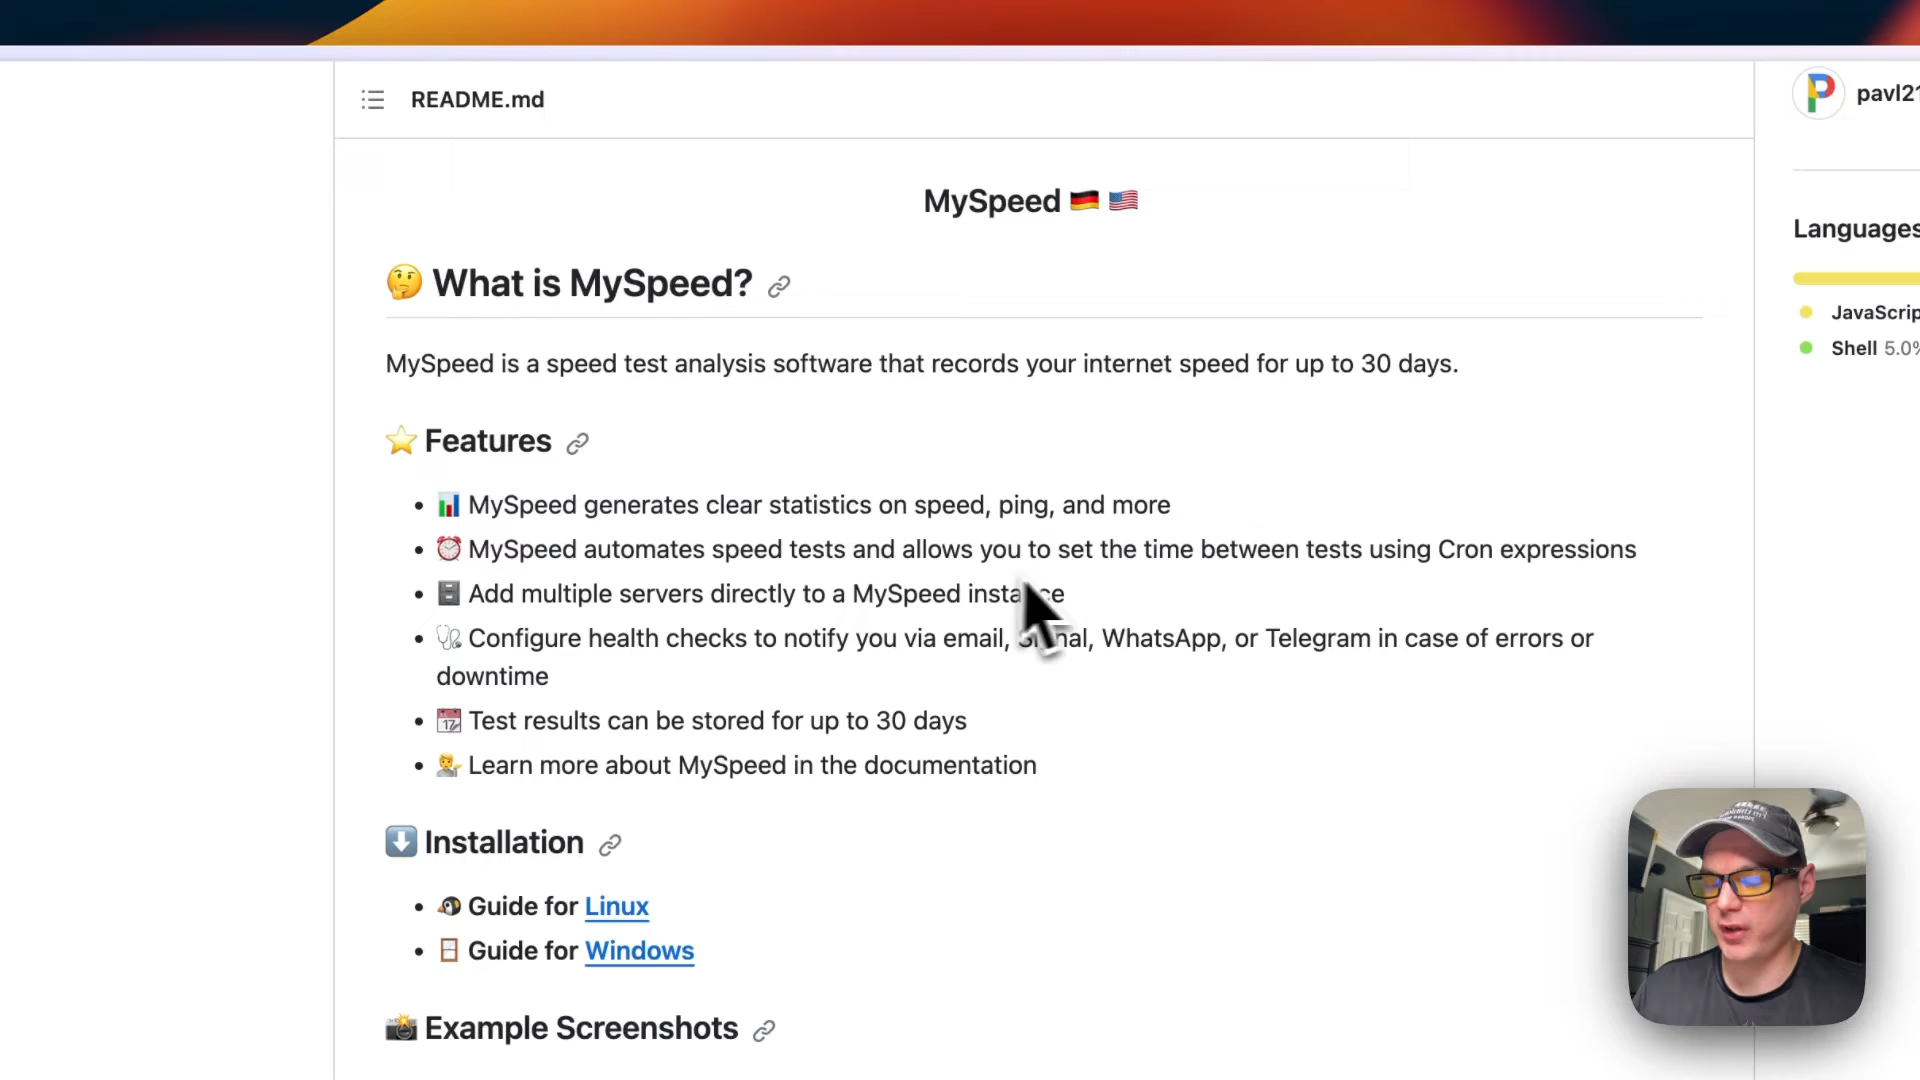 README.md
pavl21
MySpeed 🇩🇪 🇺🇸
🤔 What is MySpeed?
Languages
MySpeed is a speed test analysis software that records your internet speed for up to 30 days.
JavaScrip
Shell 5.0%
⭐ Features
📊 MySpeed generates clear statistics on speed, ping, and more
⏰ MySpeed automates speed tests and allows you to set the time between tests using Cron expressions
🗄️ Add multiple servers directly to a MySpeed instance
🩺 Configure health checks to notify you via email, Signal, WhatsApp, or Telegram in case of errors or
downtime
📆 Test results can be stored for up to 30 days
💁 Learn more about MySpeed in the documentation
⬇️ Installation
🐧 Guide for Linux
🪟 Guide for Windows
📸 Example Screenshots